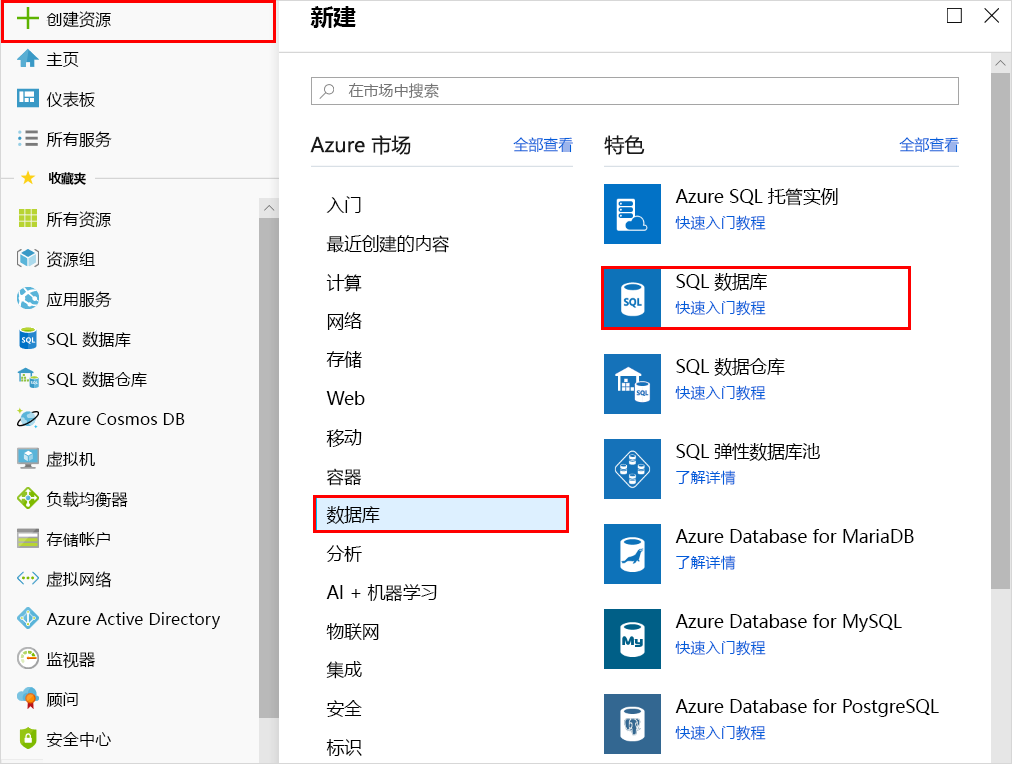 创建资源
主页
仪表板
所有服务
收藏夹
所有资源
资源组
应用服务
SQL 数据库
SQL 数据仓库
Azure Cosmos DB
虚拟机
负载均衡器
存储帐户
虚拟网络
Azure Active Directory
监视器
顾问
安全中心
新建
在市场中搜索
Azure 市场
全部查看
入门
最近创建的内容
计算
网络
存储
Web
移动
容器
数据库
分析
AI + 机器学习
物联网
集成
安全
标识
特色
全部查看
Azure SQL 托管实例
快速入门教程
SQL
SQL 数据库
快速入门教程
SQL
SQL 数据仓库
快速入门教程
SQL 弹性数据库池
了解详情
Azure Database for MariaDB
了解详情
My
Azure Database for MySQL
快速入门教程
Azure Database for PostgreSQL
快速入门教程